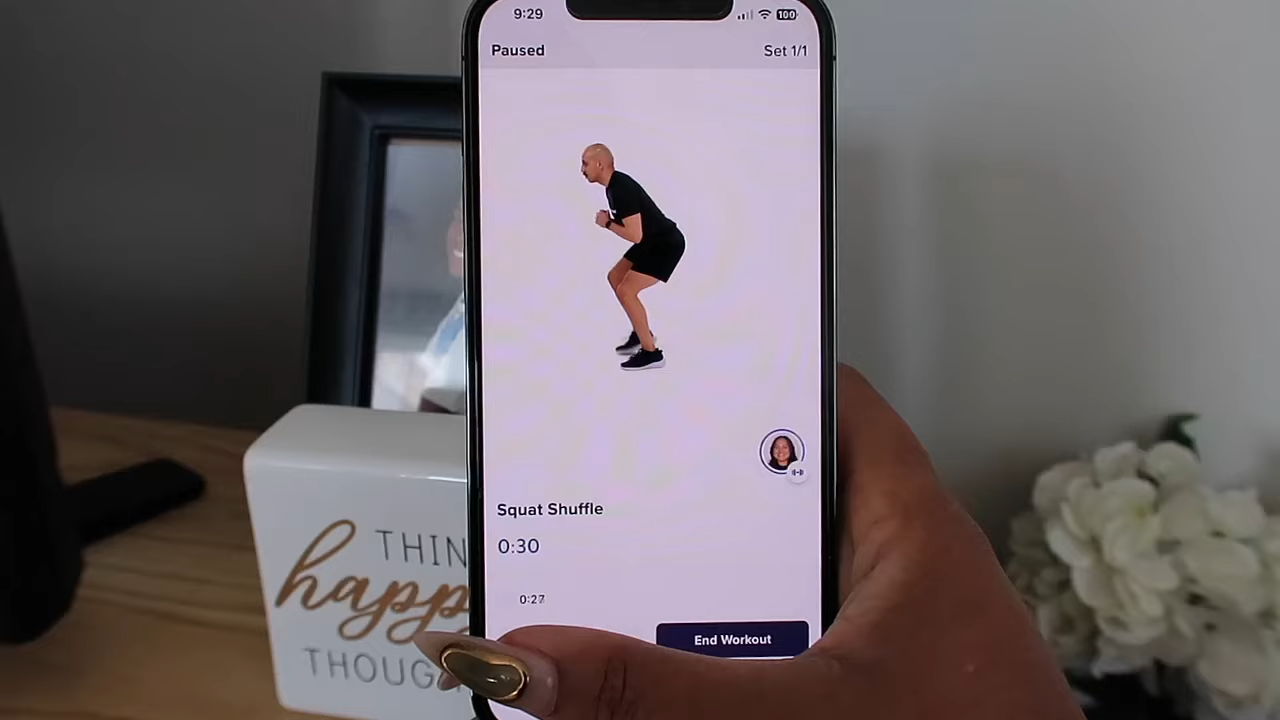 9:29
100
Paused
Set 1/1
Squat Shuffle
0:30
0:27
End Workout
THIN
happ
THOUG